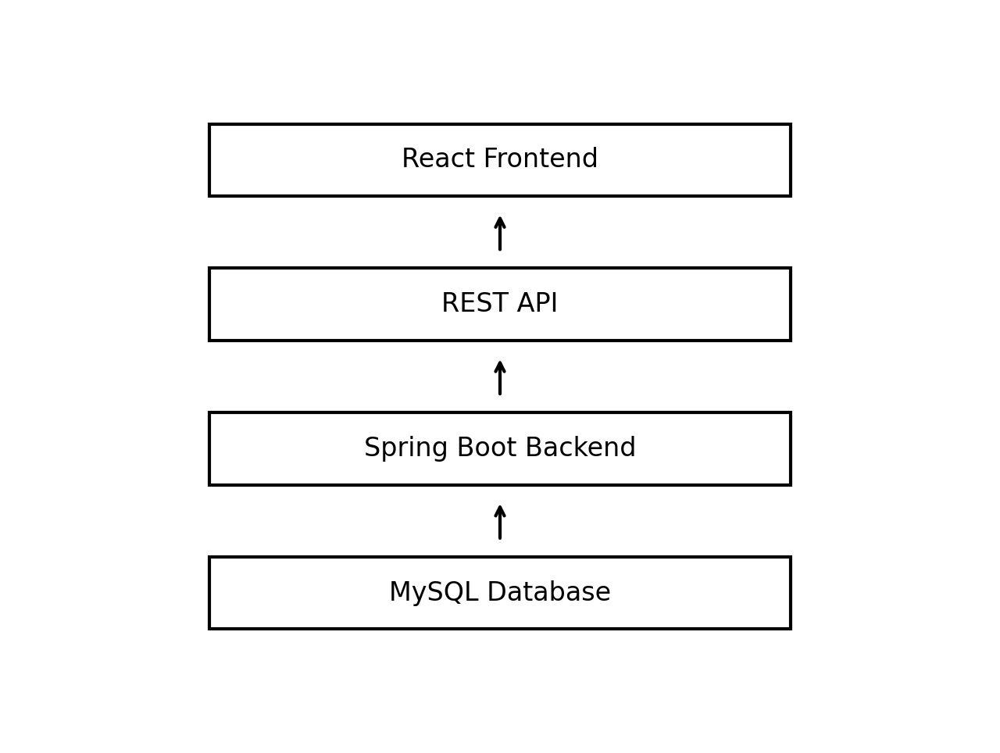 React Frontend
REST API
Spring Boot Backend
MySQL Database